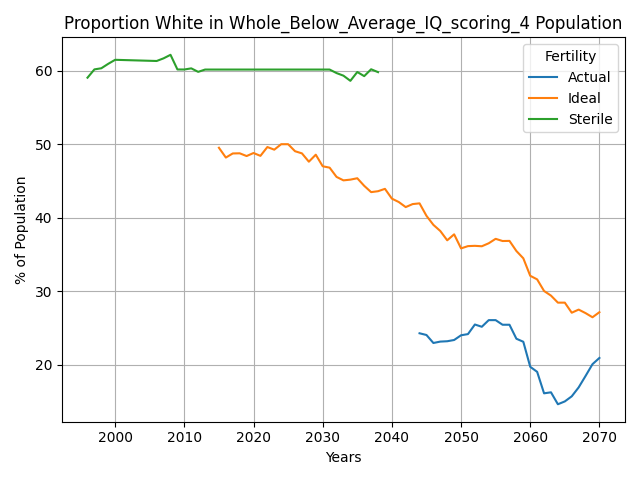 Proportion White in Whole_Below_Average_IQ_scoring_4 Population
% of Population
60
50
40
30
20
Fertility
Actual
Ideal
Sterile
2000 2010 2020 2030 2040 2050 2060 2070
Years